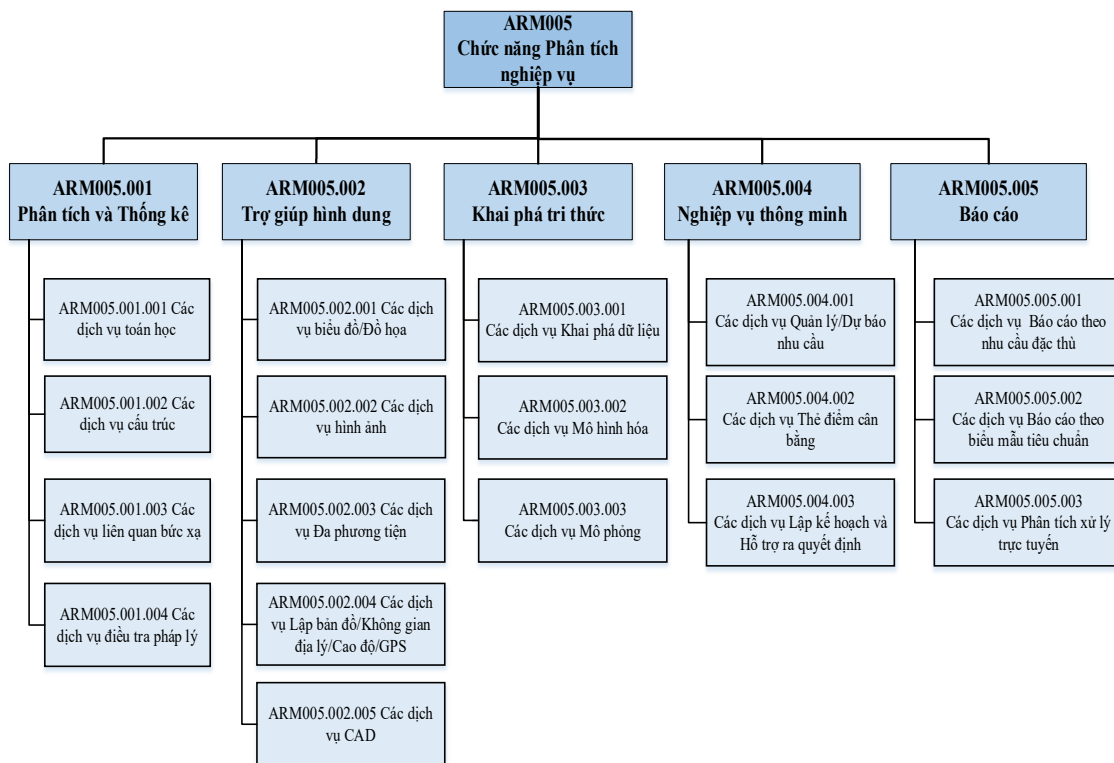 ARM005
Chức năng Phân tích
nghiệp vụ
ARM005.001
Phân tích và Thống kê
ARM005.002
Trợ giúp hình dung
ARM005.003
Khai phá tri thức
ARM005.004
Nghiệp vụ thông minh
ARM005.005
Báo cáo
ARM005.001.001 Các
dịch vụ toán học
ARM005.001.002 Các
dịch vụ cấu trúc
ARM005.001.003 Các
dịch vụ liên quan bức xạ
ARM005.001.004 Các
dịch vụ điều tra pháp lý
ARM005.002.001 Các dịch
vụ biểu đồ/Đồ họa
ARM005.002.002 Các dịch
vụ hình ảnh
ARM005.002.003 Các dịch
vụ Đa phương tiện
ARM005.002.004 Các dịch
vụ Lập bản đồ/Không gian
địa lý/Cao độ/GPS
ARM005.002.005 Các dịch
vụ CAD
ARM005.003.001
Các dịch vụ Khai phá dữ liệu
ARM005.003.002
Các dịch vụ Mô hình hóa
ARM005.003.003
Các dịch vụ Mô phỏng
ARM005.004.001
Các dịch vụ Quản lý/Dự báo
nhu cầu
ARM005.004.002
Các dịch vụ Thẻ điểm cân
bằng
ARM005.004.003
Các dịch vụ Lập kế hoạch và
Hỗ trợ ra quyết định
ARM005.005.001
Các dịch vụ Báo cáo theo
nhu cầu đặc thù
ARM005.005.002
Các dịch vụ Báo cáo theo
biểu mẫu tiêu chuẩn
ARM005.005.003
Các dịch vụ Phân tích xử lý
trực tuyến